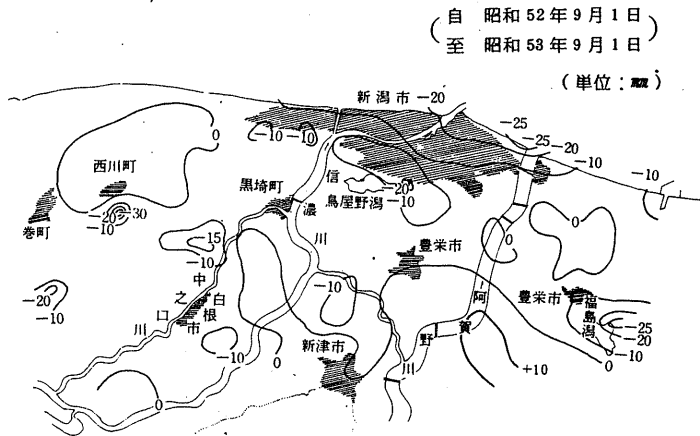 自 昭和52年9月1日
至 昭和53年9月1日
(単位：㎜)
新潟市 -20
-25
-25 -20
-10
-10
0
-10 -10
西川町
黒埼町
信濃川
鳥屋野潟
-20
-10
-20 -30
-10
巻町
-15
-10
豊栄市
0
0
豊栄市
福島潟
-25
-20
-10
0
-20
-10
中之口川
白根市
-10
-10
0
新津市
阿賀野川
+10
0